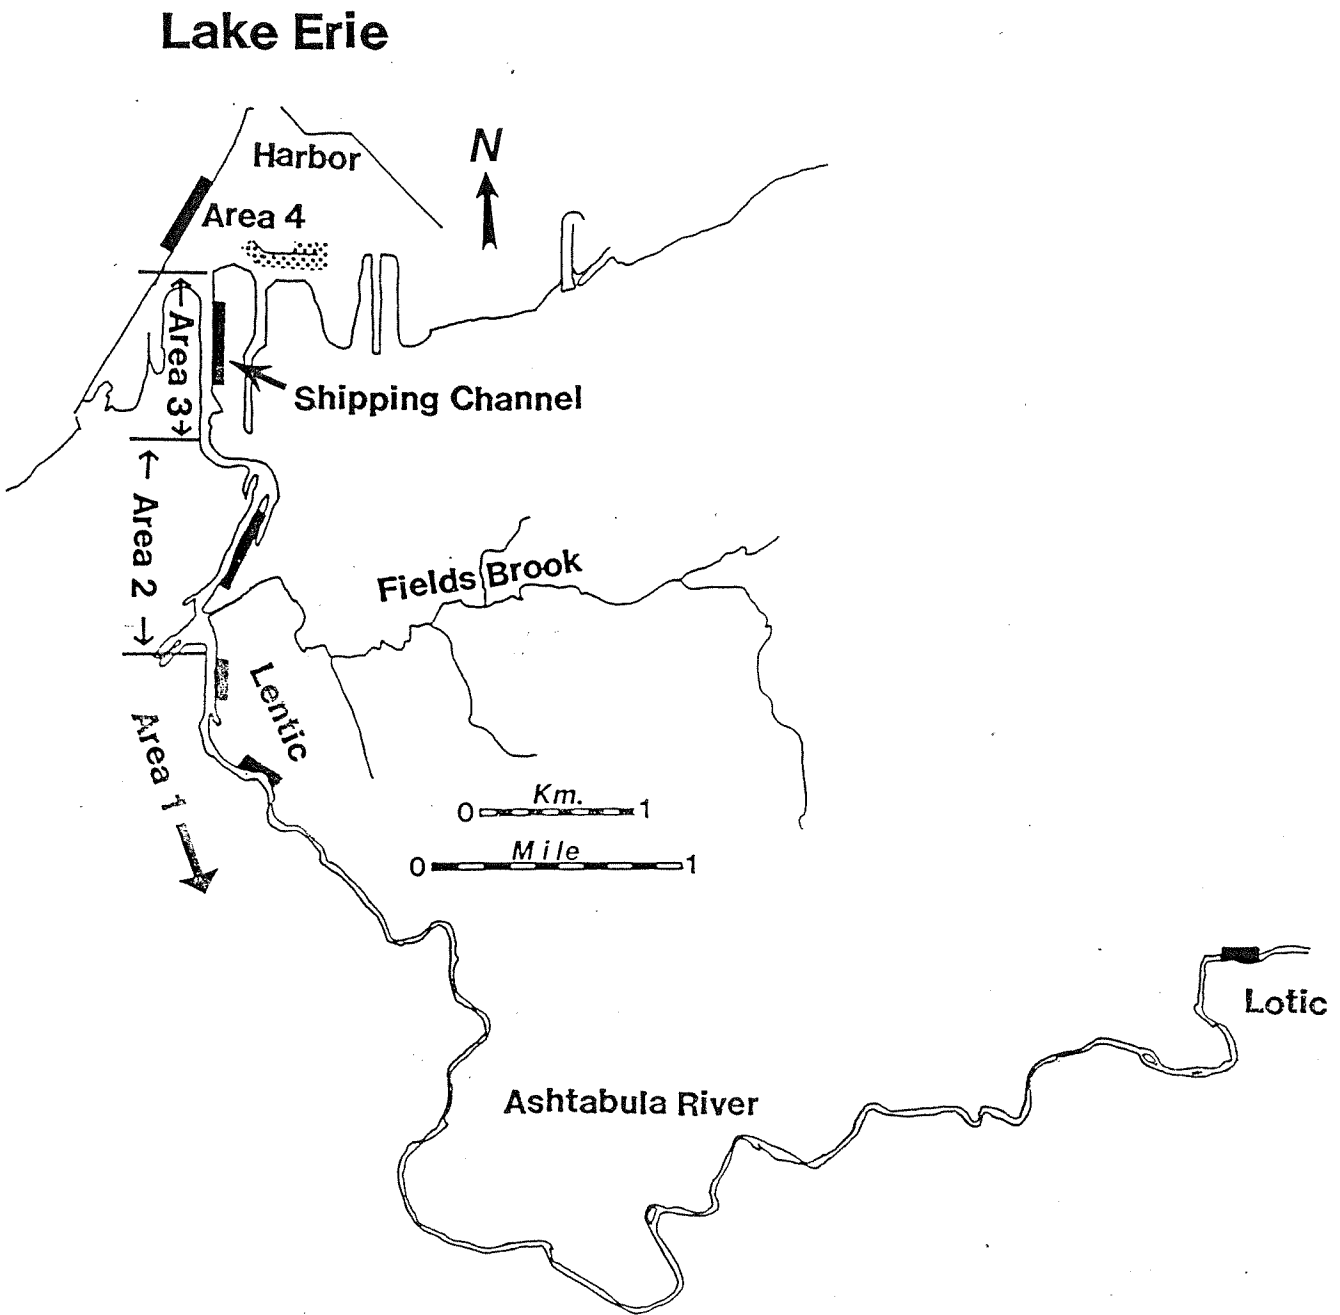 Lake Erie
Harbor
N
Area 4
Area 3
Shipping Channel
Area 2
Fields Brook
Lentic
Area 1
Km.
0 1
Mile
0 1
Lotic
Ashtabula River